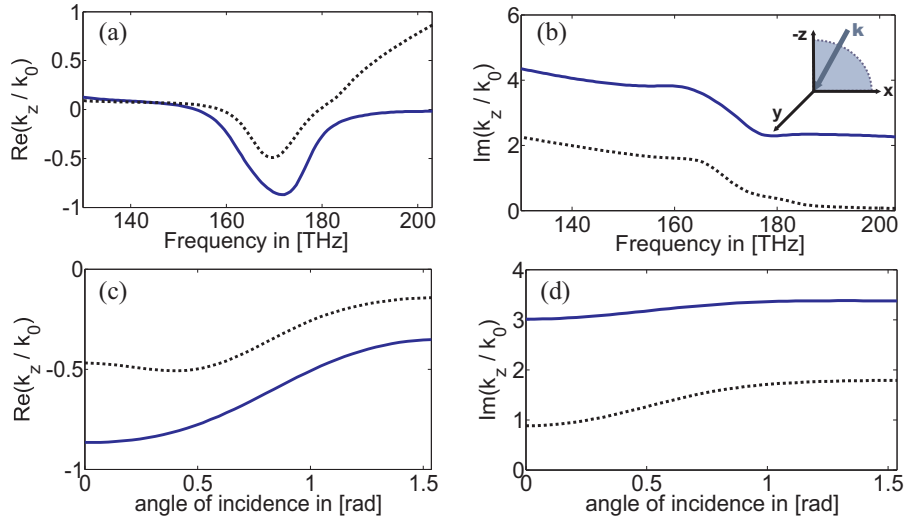 (a)
1
0.5
0
-0.5
-1
Re(k_z / k_0)
140 160 180 200
Frequency in [THz]
(b)
6
4
2
0
Im(k_z / k_0)
140 160 180 200
Frequency in [THz]
-z
k
x
y
(c)
0
-0.5
-1
Re(k_z / k_0)
0 0.5 1 1.5
angle of incidence in [rad]
(d)
4
3
2
1
0
Im(k_z / k_0)
0 0.5 1 1.5
angle of incidence in [rad]